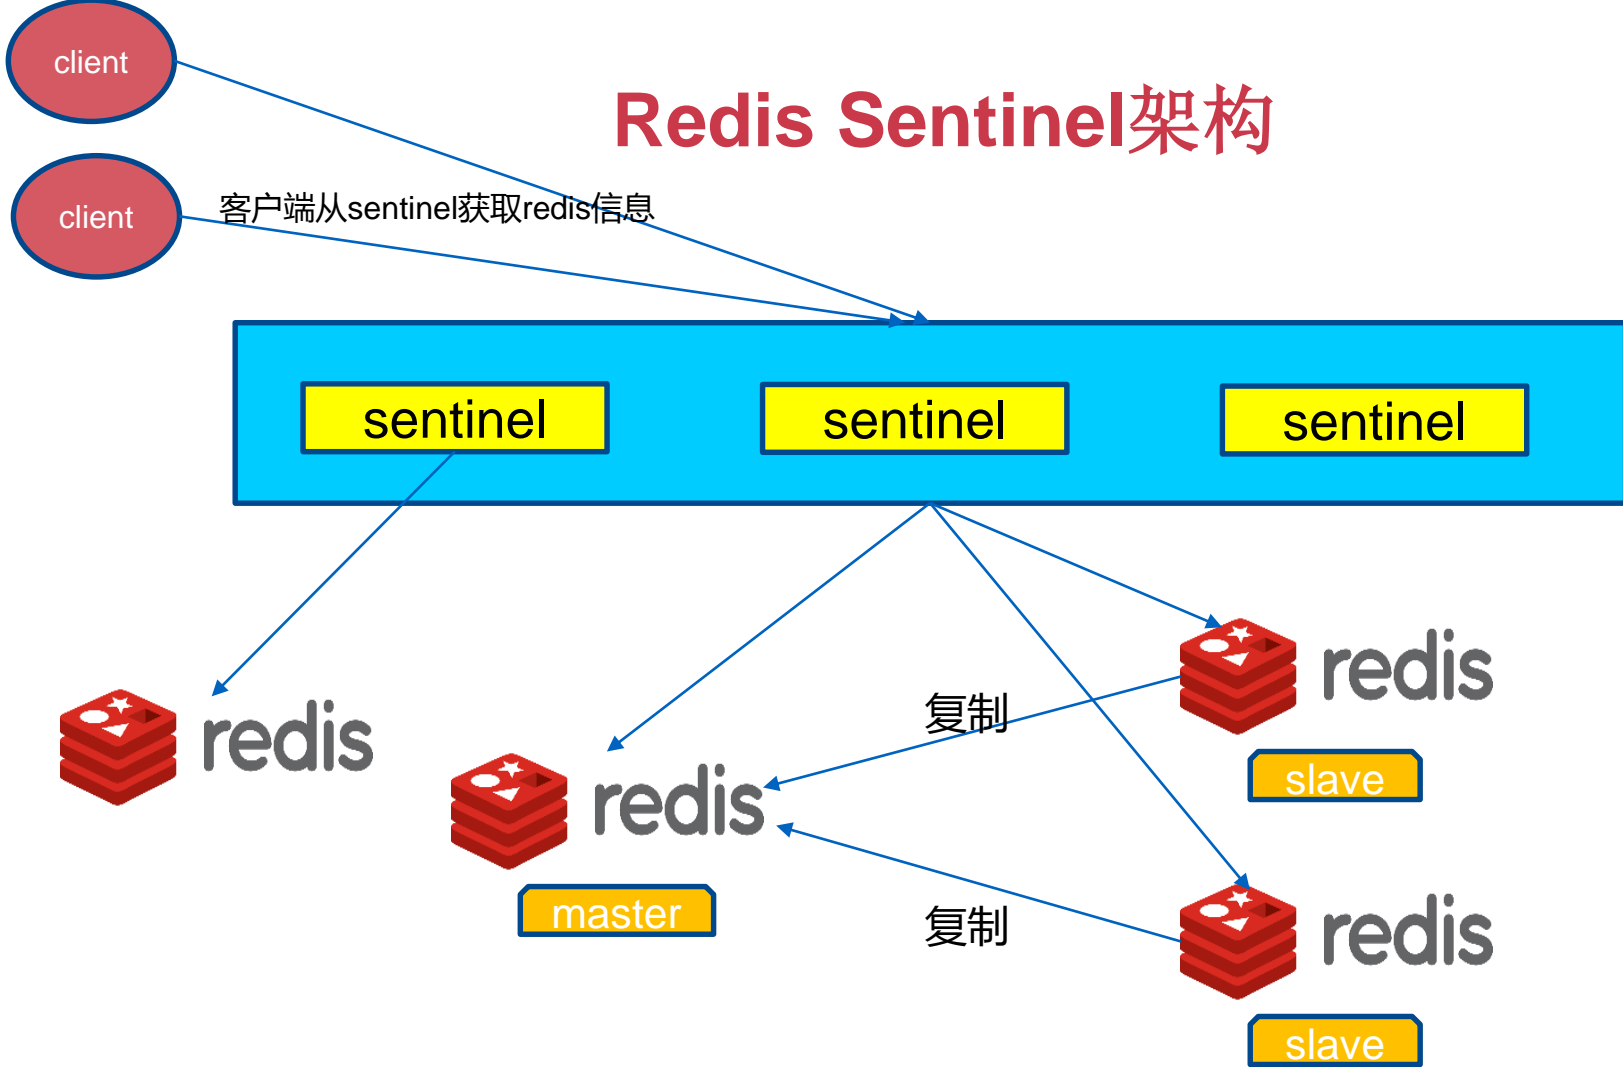 client
Redis Sentinel架构
client
客户端从sentinel获取redis信息
sentinel
sentinel
sentinel
redis
复制
redis
redis
slave
master
复制
redis
slave